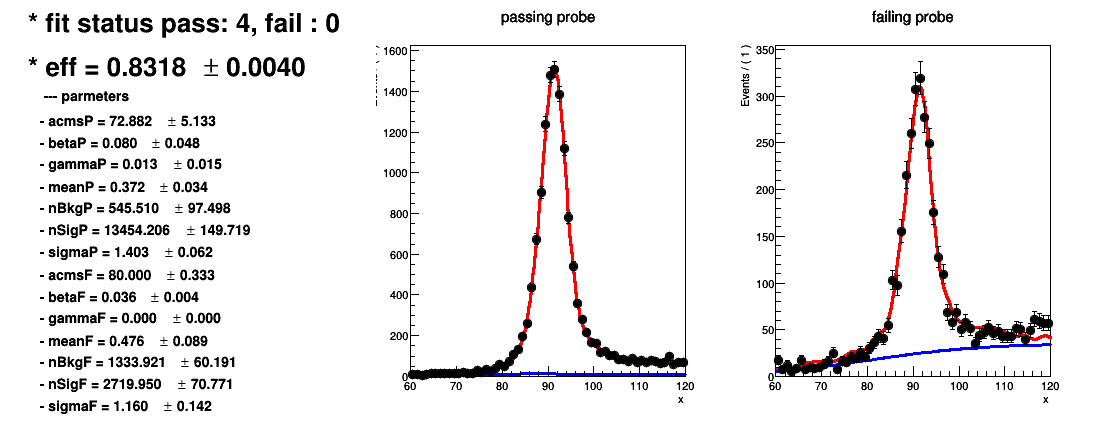 * fit status pass: 4, fail : 0
* eff = 0.8318 ± 0.0040
--- parmeters
- acmsP = 72.882 ± 5.133
- betaP = 0.080 ± 0.048
- gammaP = 0.013 ± 0.015
- meanP = 0.372 ± 0.034
- nBkgP = 545.510 ± 97.498
- nSigP = 13454.206 ± 149.719
- sigmaP = 1.403 ± 0.062
- acmsF = 80.000 ± 0.333
- betaF = 0.036 ± 0.004
- gammaF = 0.000 ± 0.000
- meanF = 0.476 ± 0.089
- nBkgF = 1333.921 ± 60.191
- nSigF = 2719.950 ± 70.771
- sigmaF = 1.160 ± 0.142
passing probe
1600
1400
1200
1000
800
600
400
200
0
60 70 80 90 100 110 120
x
failing probe
Events / ( 1 )
350
300
250
200
150
100
50
0
60 70 80 90 100 110 120
x